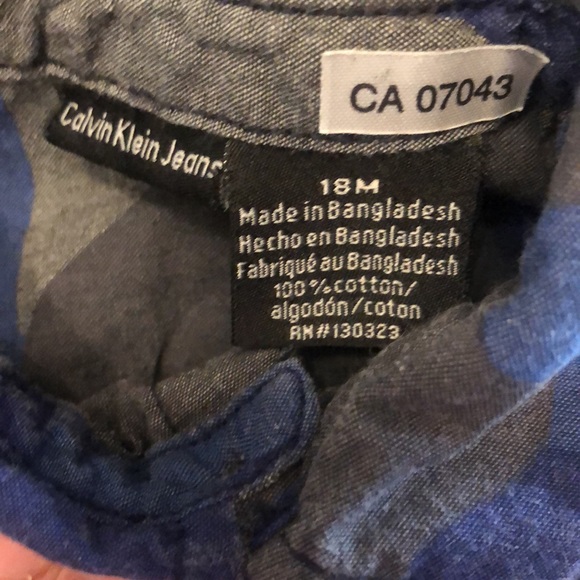 CA 07043
Calvin Klein Jeans
18M
Made in Bangladesh
Hecho en Bangladesh
Fabriqué au Bangladesh
100% cotton/
algodón/coton
RN#130323